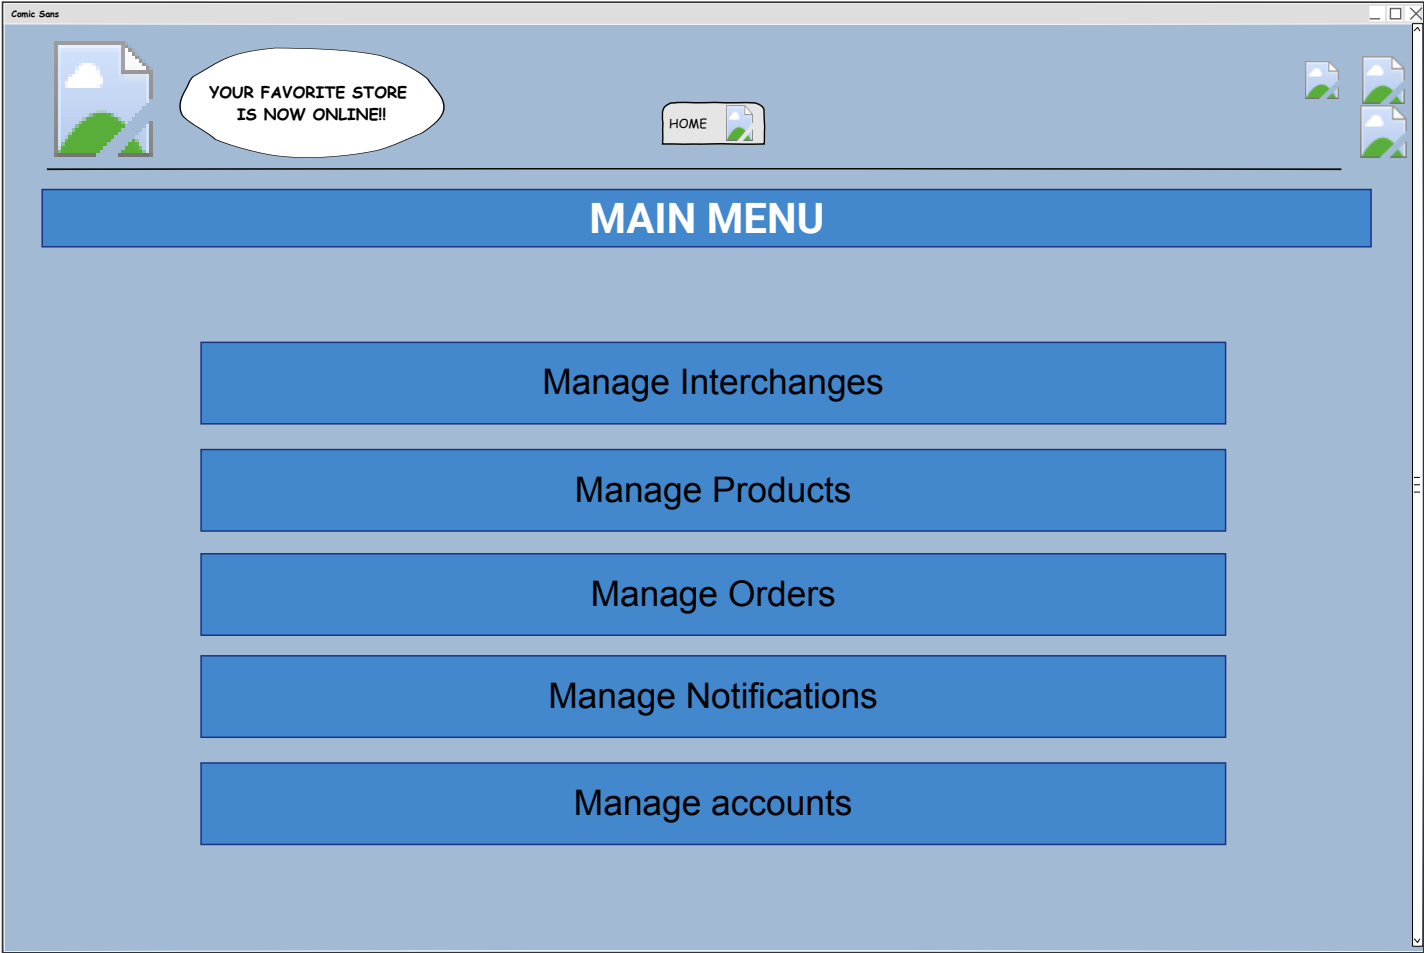 Comic Sans
YOUR FAVORITE STORE
IS NOW ONLINE!!
HOME
MAIN MENU
Manage Interchanges
Manage Products
Manage Orders
Manage Notifications
Manage accounts